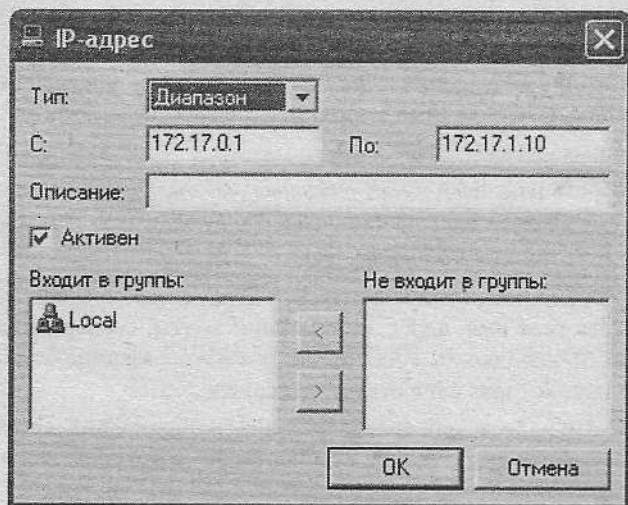 IP-адрес
Тип: Диапазон
С: 172.17.0.1 По: 172.17.1.10
Описание:
Активен
Входит в группы: Не входит в группы:
Local
<
>
OK Отмена